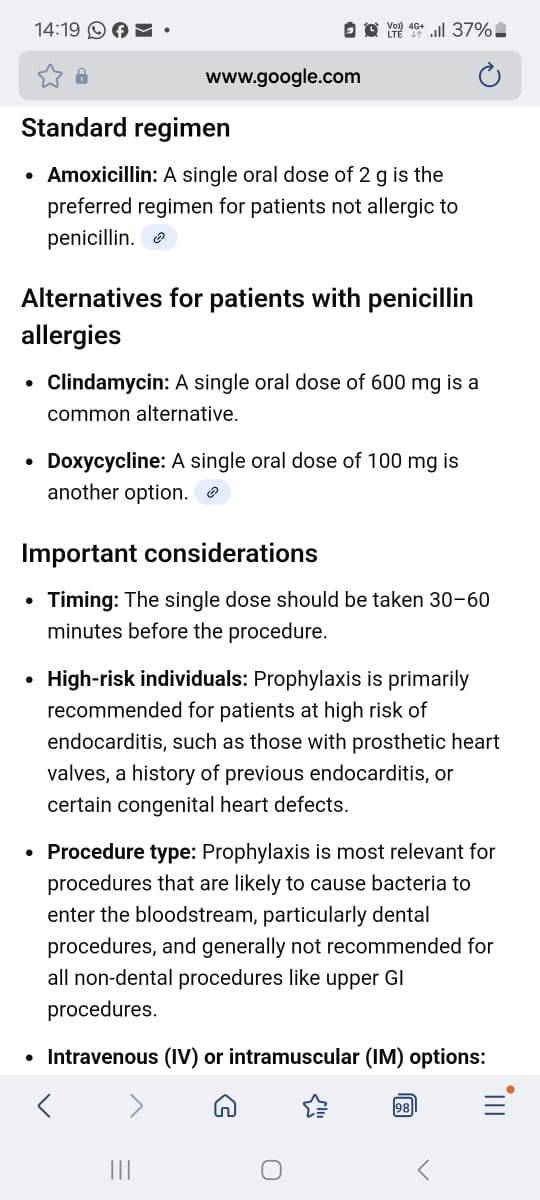 14:19
Vo)) LTE 4G+ 37%
www.google.com
Standard regimen
• Amoxicillin: A single oral dose of 2 g is the
preferred regimen for patients not allergic to
penicillin.
Alternatives for patients with penicillin
allergies
• Clindamycin: A single oral dose of 600 mg is a
common alternative.
• Doxycycline: A single oral dose of 100 mg is
another option.
Important considerations
• Timing: The single dose should be taken 30–60
minutes before the procedure.
• High-risk individuals: Prophylaxis is primarily
recommended for patients at high risk of
endocarditis, such as those with prosthetic heart
valves, a history of previous endocarditis, or
certain congenital heart defects.
• Procedure type: Prophylaxis is most relevant for
procedures that are likely to cause bacteria to
enter the bloodstream, particularly dental
procedures, and generally not recommended for
all non-dental procedures like upper GI
procedures.
• Intravenous (IV) or intramuscular (IM) options:
98